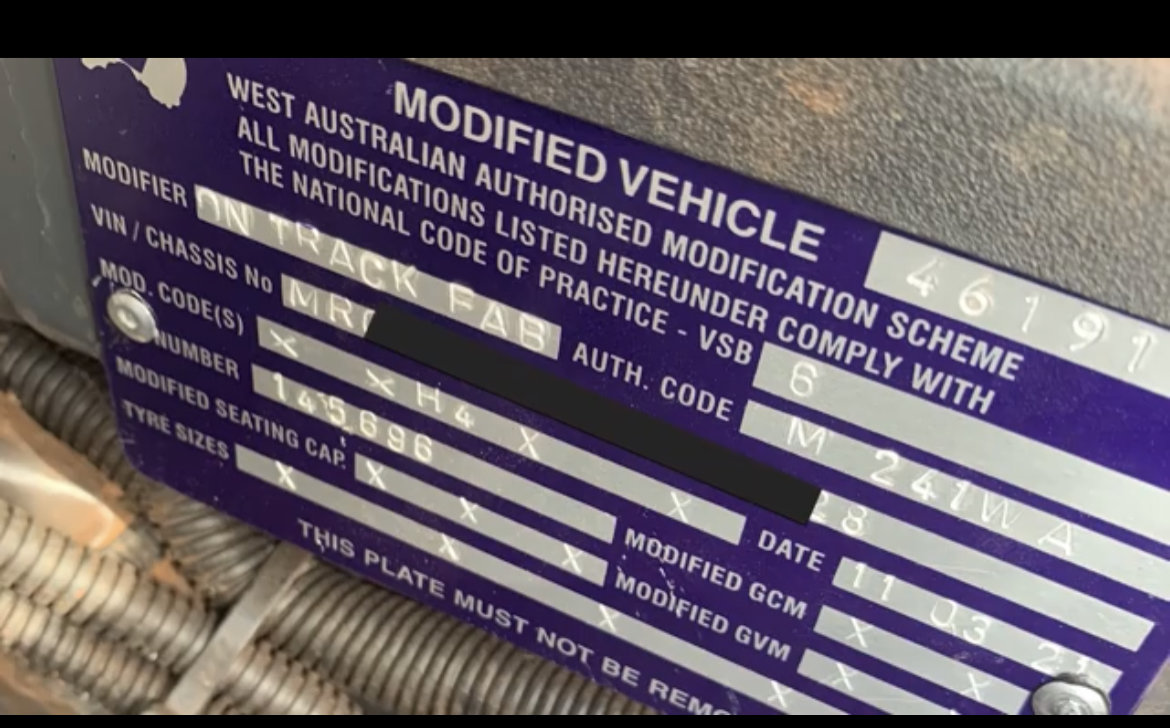 MODIFIED VEHICLE
46191
WEST AUSTRALIAN AUTHORISED MODIFICATION SCHEME
ALL MODIFICATIONS LISTED HEREUNDER COMPLY WITH
THE NATIONAL CODE OF PRACTICE - VSB 6
MODIFIER ON TRACK FAB AUTH. CODE M 241WA
VIN / CHASSIS No MR 28
MOD. CODE(S) X X H4 X X DATE 11 03
NUMBER 145696 MODIFIED GCM X X
MODIFIED SEATING CAP. X X X MODIFIED GVM X
TYRE SIZES X X X X
THIS PLATE MUST NOT BE